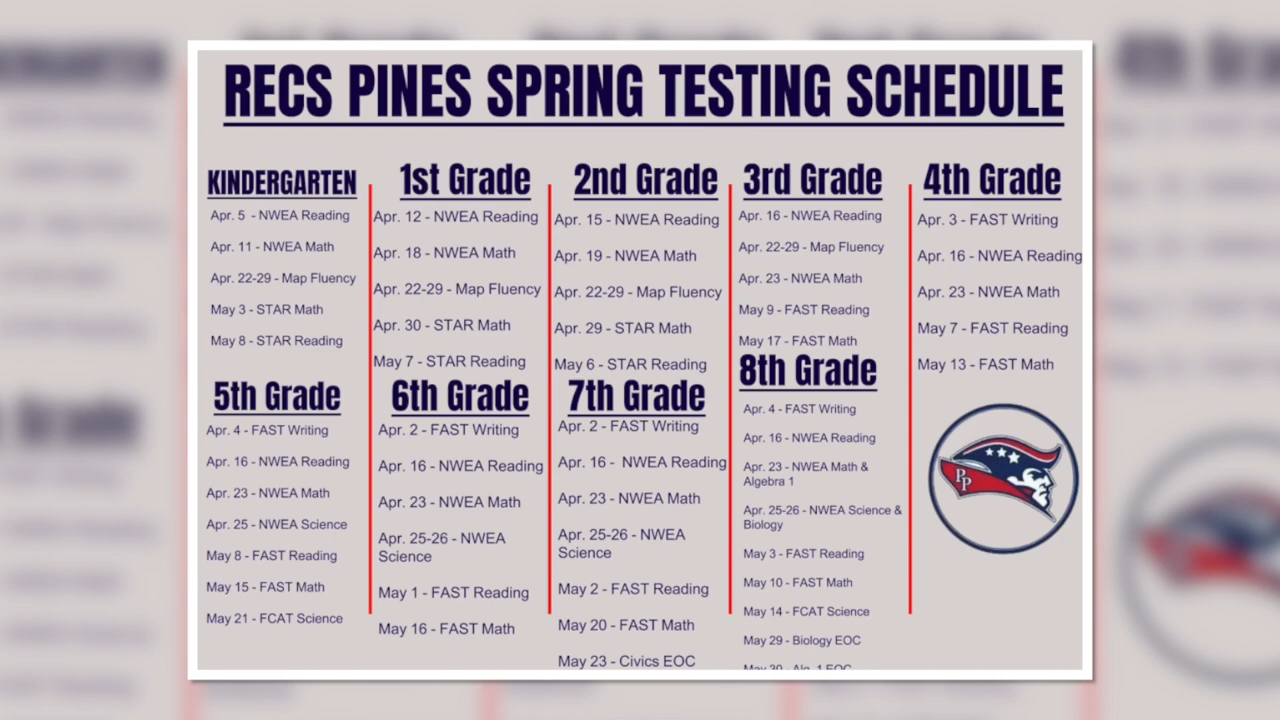 RECS PINES SPRING TESTING SCHEDULE
KINDERGARTEN
Apr. 5 - NWEA Reading
Apr. 11 - NWEA Math
Apr. 22-29 - Map Fluency
May 3 - STAR Math
May 8 - STAR Reading
1st Grade
Apr. 12 - NWEA Reading
Apr. 18 - NWEA Math
Apr. 22-29 - Map Fluency
Apr. 30 - STAR Math
May 7 - STAR Reading
2nd Grade
Apr. 15 - NWEA Reading
Apr. 19 - NWEA Math
Apr. 22-29 - Map Fluency
Apr. 29 - STAR Math
May 6 - STAR Reading
3rd Grade
Apr. 16 - NWEA Reading
Apr. 22-29 - Map Fluency
Apr. 23 - NWEA Math
May 9 - FAST Reading
May 17 - FAST Math
4th Grade
Apr. 3 - FAST Writing
Apr. 16 - NWEA Reading
Apr. 23 - NWEA Math
May 7 - FAST Reading
May 13 - FAST Math
5th Grade
Apr. 4 - FAST Writing
Apr. 16 - NWEA Reading
Apr. 23 - NWEA Math
Apr. 25 - NWEA Science
May 8 - FAST Reading
May 15 - FAST Math
May 21 - FCAT Science
6th Grade
Apr. 2 - FAST Writing
Apr. 16 - NWEA Reading
Apr. 23 - NWEA Math
Apr. 25-26 - NWEA
Science
May 1 - FAST Reading
May 16 - FAST Math
7th Grade
Apr. 2 - FAST Writing
Apr. 16 - NWEA Reading
Apr. 23 - NWEA Math
Apr. 25-26 - NWEA
Science
May 2 - FAST Reading
May 20 - FAST Math
May 23 - Civics EOC
8th Grade
Apr. 4 - FAST Writing
Apr. 16 - NWEA Reading
Apr. 23 - NWEA Math &
Algebra 1
Apr. 25-26 - NWEA Science &
Biology
May 3 - FAST Reading
May 10 - FAST Math
May 14 - FCAT Science
May 29 - Biology EOC
May 30 - Alg. 1 EOC
PP